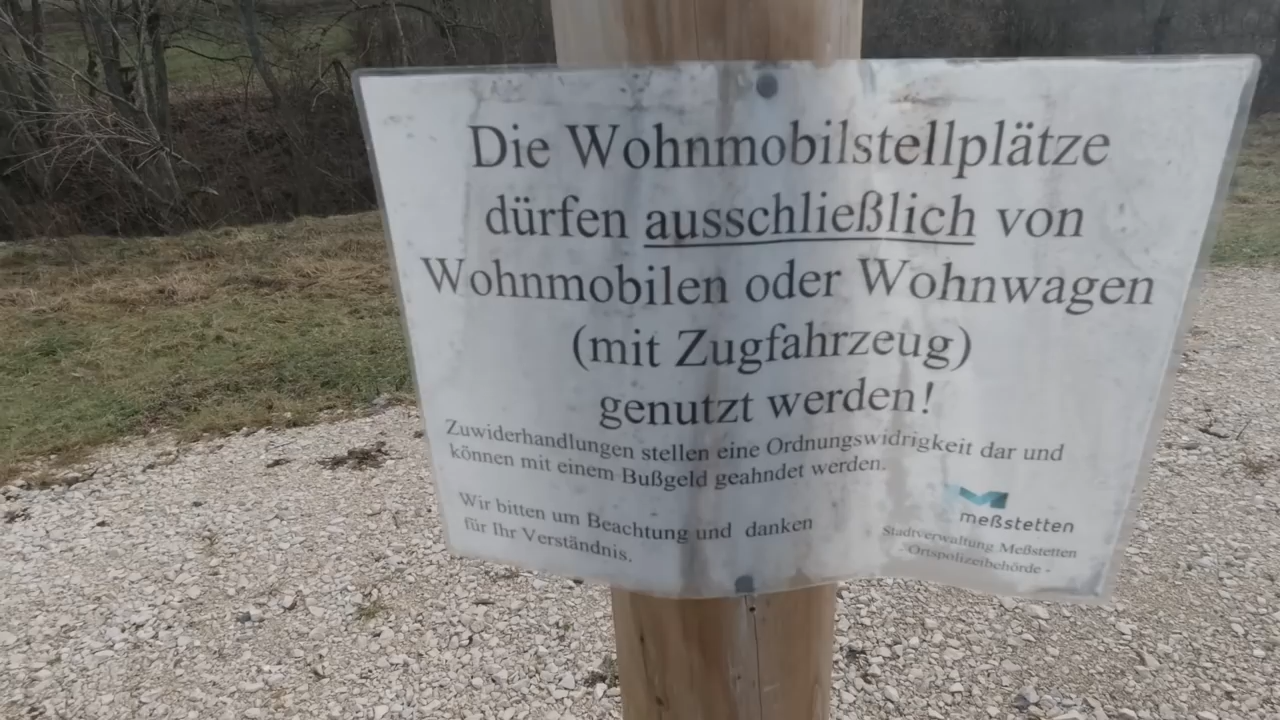 Die Wohnmobilstellplätze
dürfen ausschließlich von
Wohnmobilen oder Wohnwagen
(mit Zugfahrzeug)
genutzt werden!
Zuwiderhandlungen stellen eine Ordnungswidrigkeit dar und
können mit einem Bußgeld geahndet werden.
Wir bitten um Beachtung und danken
für Ihr Verständnis.
meßstetten
Stadtverwaltung Meßstetten
- Ortspolizeibehörde -